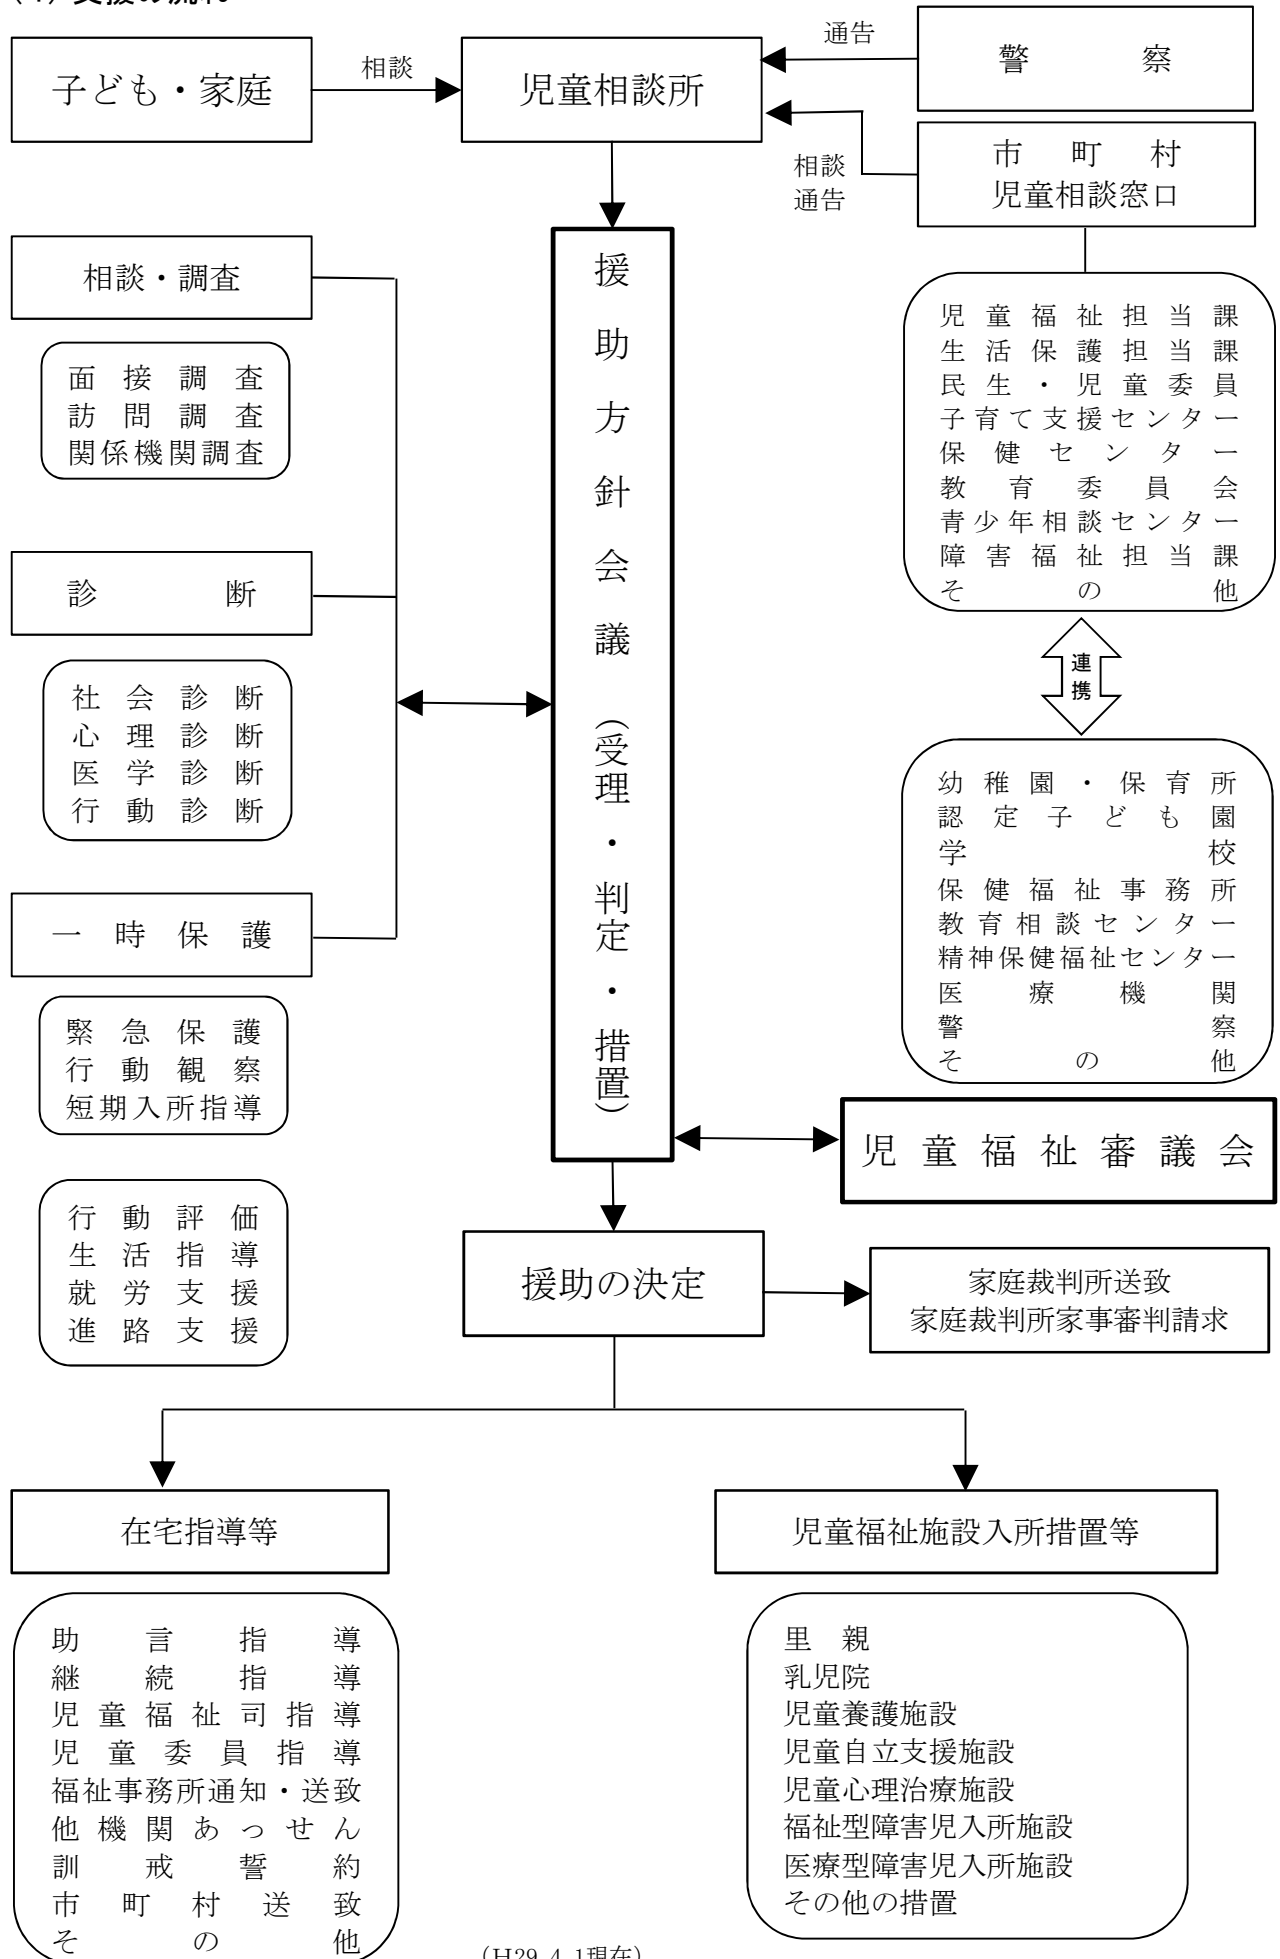 子ども・家庭
相談
児童相談所
通告
警察
相談
通告
市町村
児童相談窓口
相談・調査
面接調査
訪問調査
関係機関調査
診断
社会診断
心理診断
医学診断
行動診断
一時保護
緊急保護
行動観察
短期入所指導
行動評価
生活指導
就労支援
進路支援
援助方針会議（受理・判定・措置）
児童福祉担当課
生活保護担当課
民生・児童委員
子育て支援センター
保健センター
教育委員会
青少年相談センター
障害福祉担当課
その他
連携
幼稚園・保育所
認定子ども園
学校
保健福祉事務所
教育相談センター
精神保健福祉センター
医療機関
警察
その他
児童福祉審議会
援助の決定
家庭裁判所送致
家庭裁判所家事審判請求
在宅指導等
助言指導
継続指導
児童福祉司指導
児童委員指導
福祉事務所通知・送致
他機関あっせん
訓戒誓約
市町村送致
その他
児童福祉施設入所措置等
里親
乳児院
児童養護施設
児童自立支援施設
児童心理治療施設
福祉型障害児入所施設
医療型障害児入所施設
その他の措置
（H29.4.1現在）